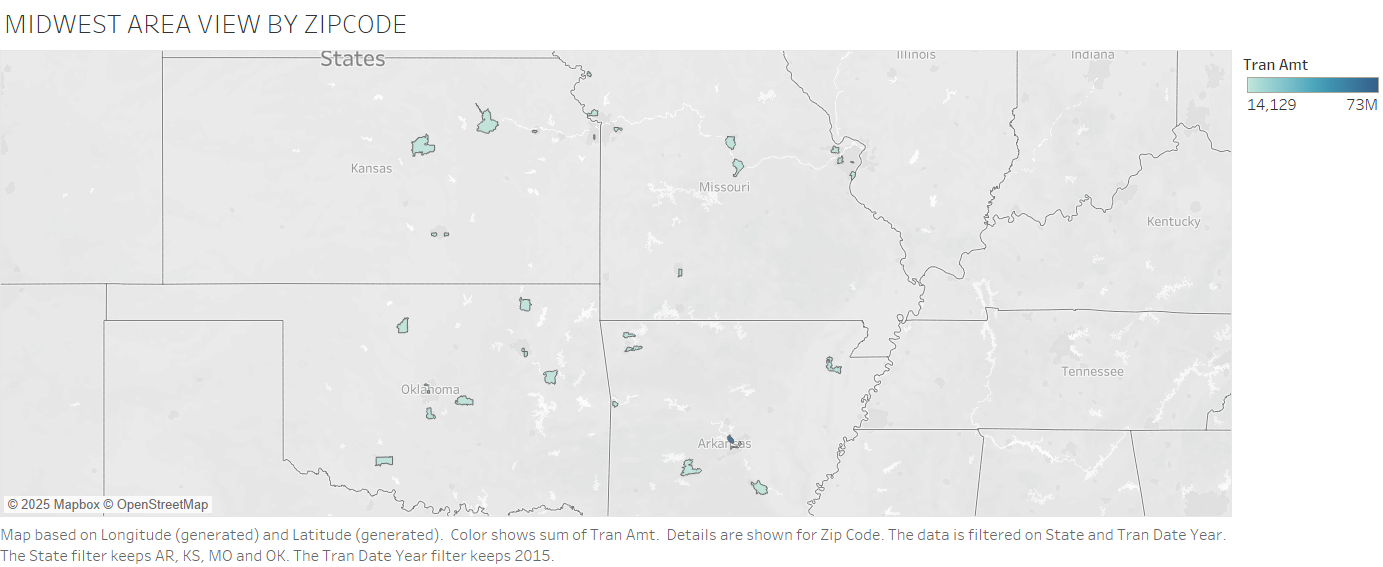 MIDWEST AREA VIEW BY ZIPCODE
States
Illinois
Indiana
Tran Amt
14,129 73M
Kansas
Missouri
Kentucky
Oklahoma
Tennessee
Arkansas
© 2025 Mapbox © OpenStreetMap
Map based on Longitude (generated) and Latitude (generated).  Color shows sum of Tran Amt.  Details are shown for Zip Code. The data is filtered on State and Tran Date Year.
The State filter keeps AR, KS, MO and OK. The Tran Date Year filter keeps 2015.